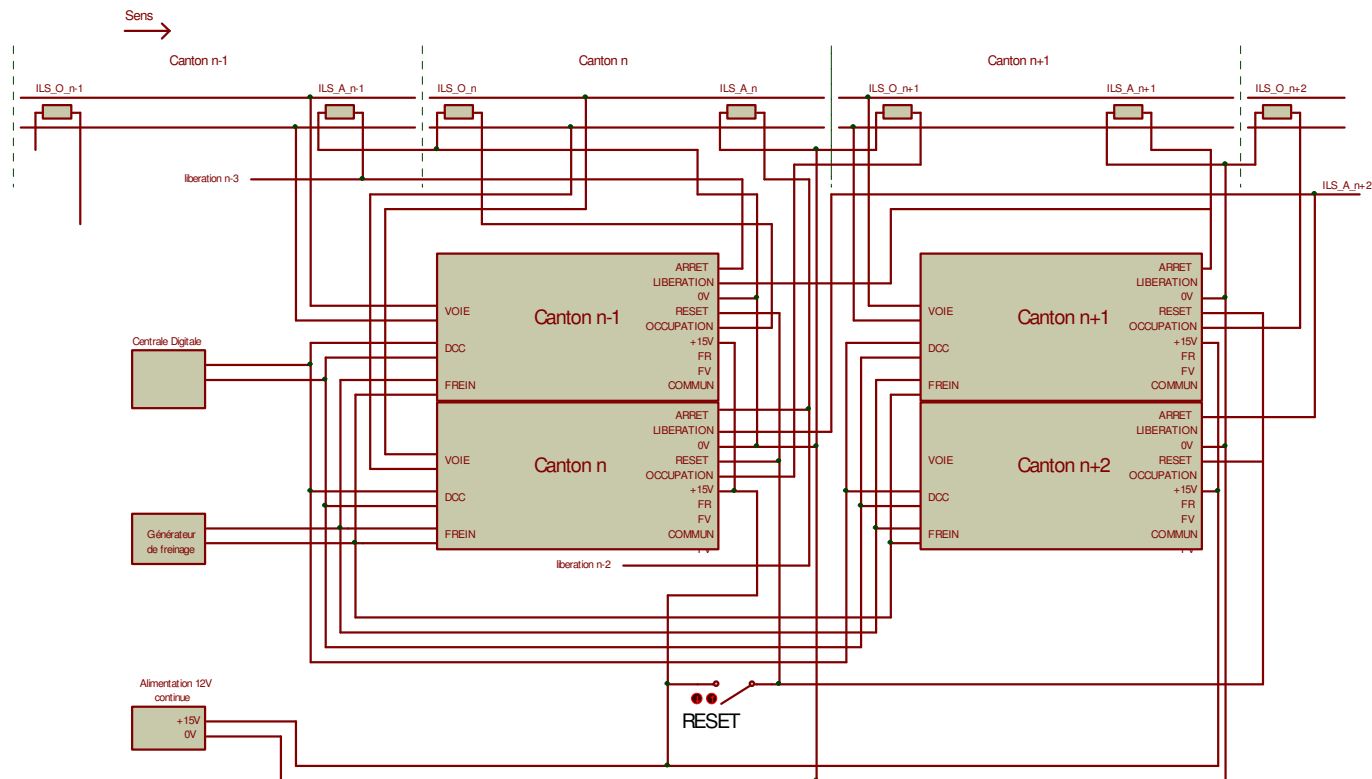 Sens
Canton n-1
Canton n
Canton n+1
ILS_O_n-1
ILS_A_n-1
ILS_O_n
ILS_A_n
ILS_O_n+1
ILS_A_n+1
ILS_O_n+2
liberation n-3
ILS_A_n+2
Canton n-1
VOIE
DCC
FREIN
ARRET
LIBERATION
0V
RESET
OCCUPATION
+15V
FR
FV
COMMUN
Canton n
VOIE
DCC
FREIN
ARRET
LIBERATION
0V
RESET
OCCUPATION
+15V
FR
FV
COMMUN
Canton n+1
VOIE
DCC
FREIN
ARRET
LIBERATION
0V
RESET
OCCUPATION
+15V
FR
FV
COMMUN
Canton n+2
VOIE
DCC
FREIN
ARRET
LIBERATION
0V
RESET
OCCUPATION
+15V
FR
FV
COMMUN
Centrale Digitale
Générateur
de freinage
liberation n-2
Alimentation 12V
continue
+15V
0V
RESET